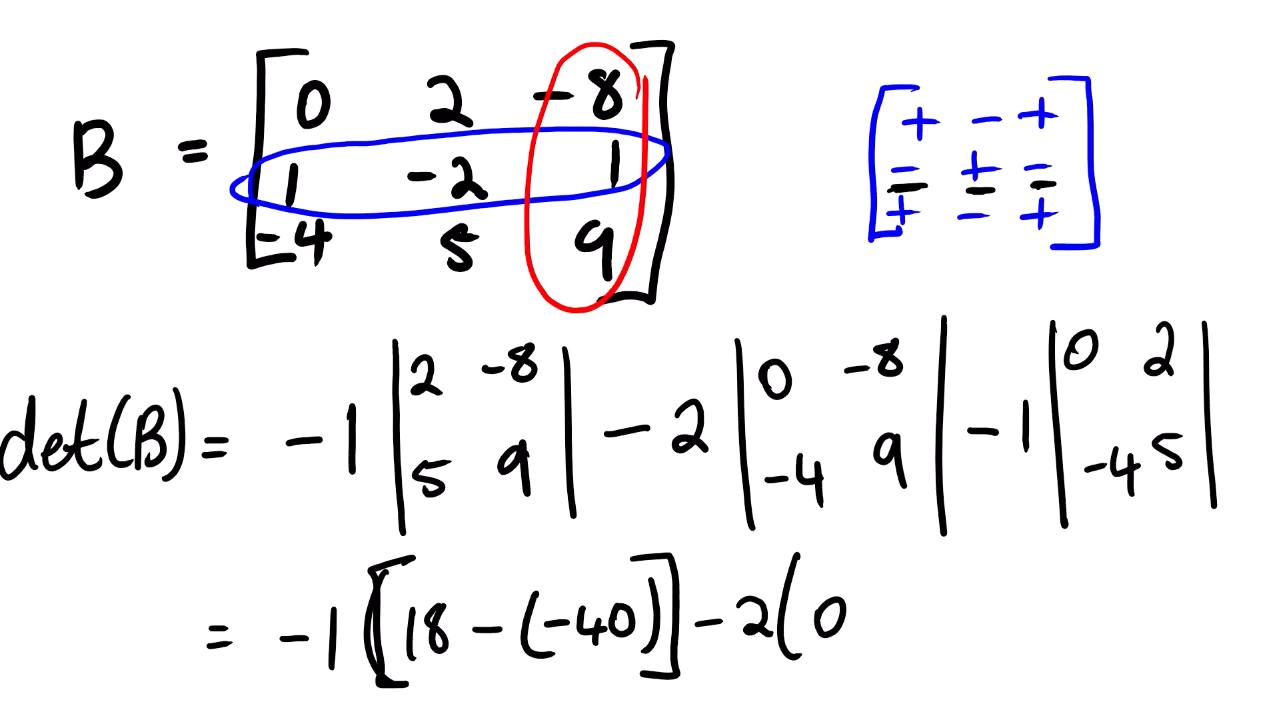 B = [ 0 2 -8 [ + - +
1 -2 1 - + -
-4 5 9 ] + - + ]
det(B) = -1 | 2 -8 | - 2 | 0 -8 | - 1 | 0 2 |
5 9 -4 9 -4 5
= -1 [ 18 - (-40) ] - 2 ( 0